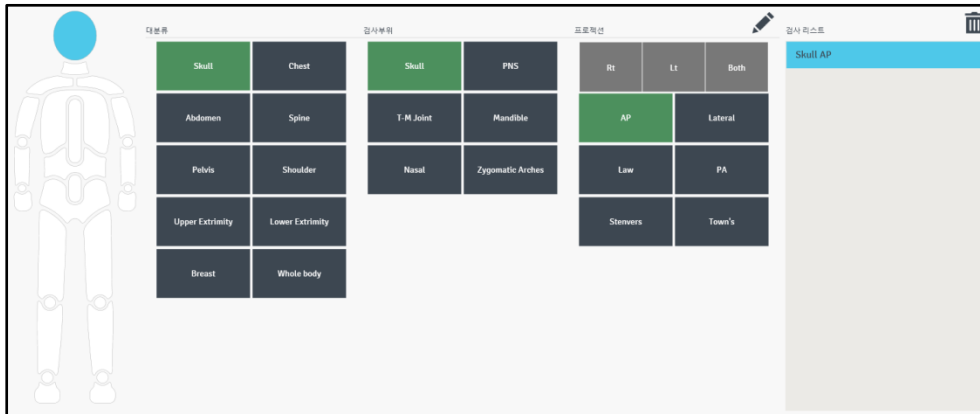 대분류
검사부위
프로젝션
검사 리스트
Skull
Chest
Skull
PNS
Rt
Lt
Both
Skull AP
Abdomen
Spine
T-M Joint
Mandible
AP
Lateral
Pelvis
Shoulder
Nasal
Zygomatic Arches
Law
PA
Upper Extrimity
Lower Extrimity
Stenvers
Town's
Breast
Whole body